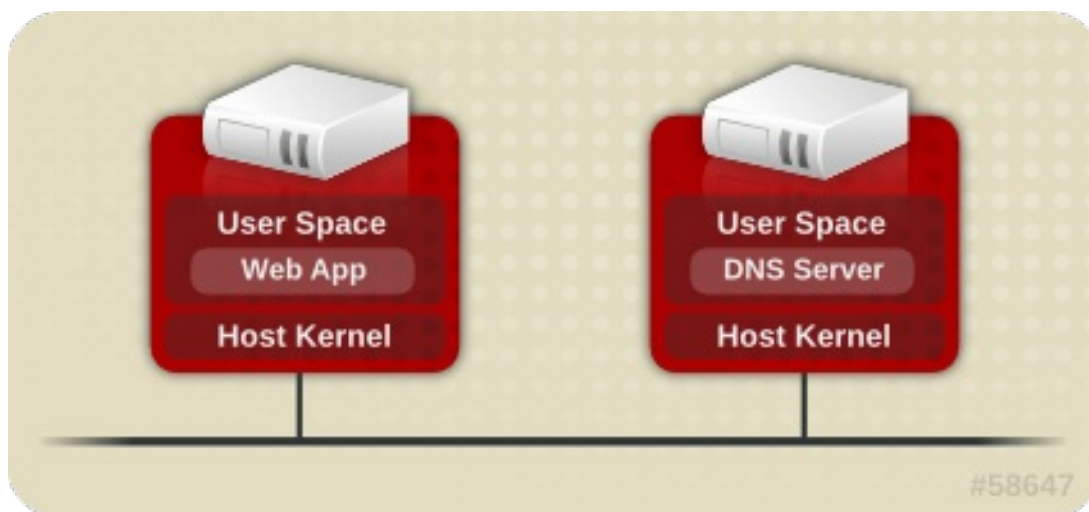 User Space
Web App
Host Kernel
User Space
DNS Server
Host Kernel
#58647